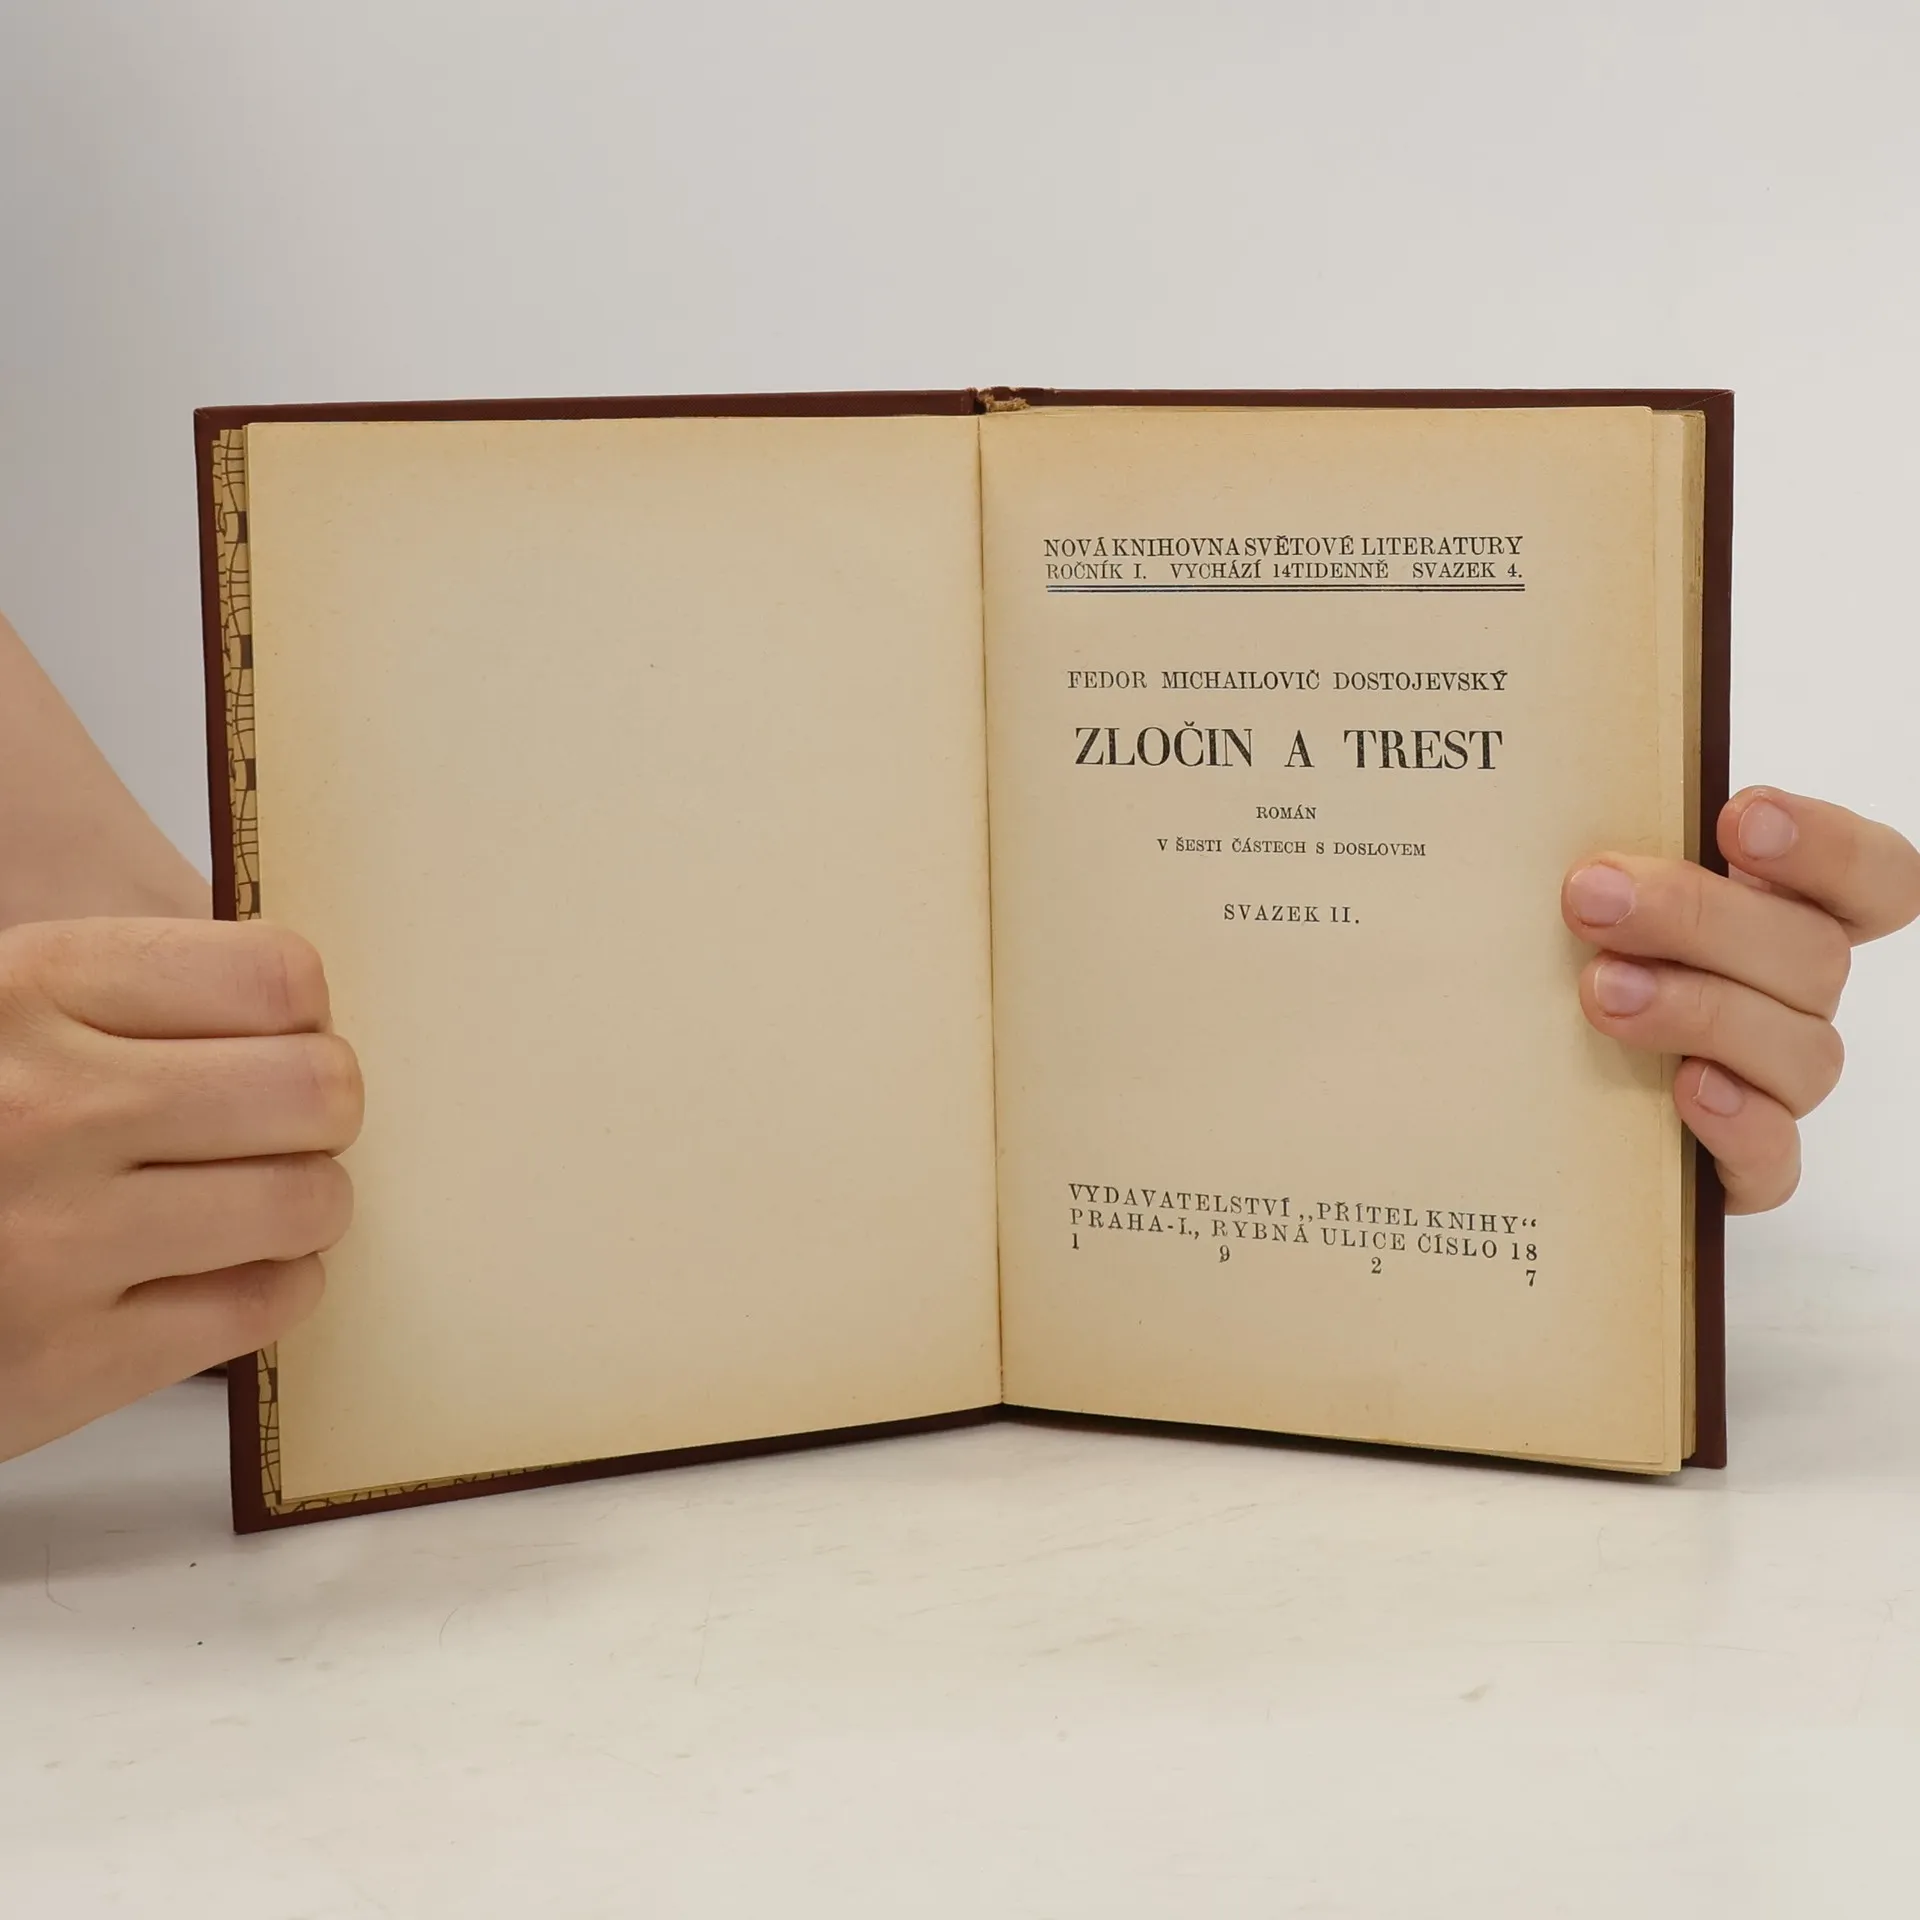 NOVÁ KNIHOVNA SVĚTOVÉ LITERATURY
ROČNÍK I. VYCHÁZÍ 14TIDENNĚ SVAZEK 4.
FEDOR MICHAILOVIČ DOSTOJEVSKÝ
ZLOČIN A TREST
ROMÁN
V ŠESTI ČÁSTECH S DOSLOVEM
SVAZEK II.
VYDAVATELSTVÍ „PŘÍTEL KNIHY“
PRAHA-I., RYBNÁ ULICE ČÍSLO 18
1 9 2 7